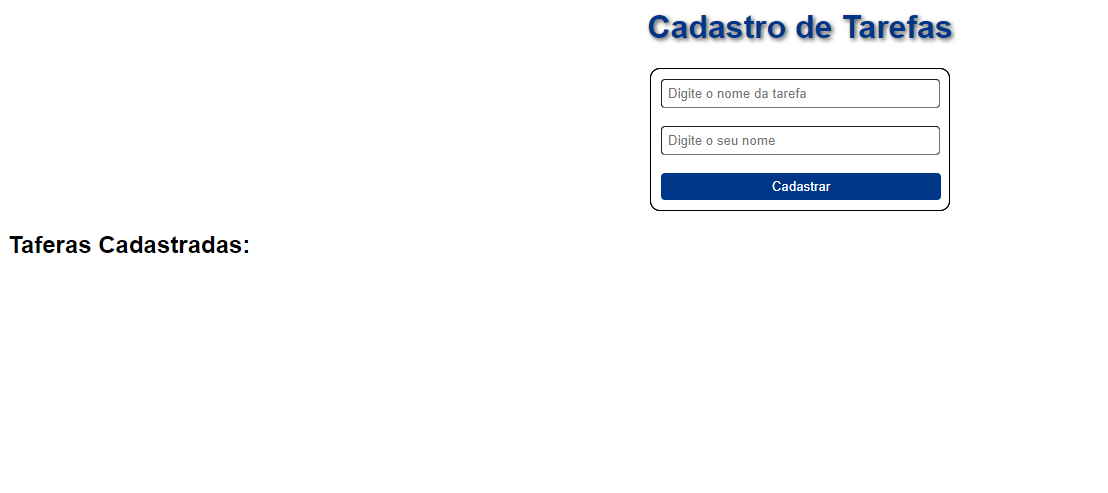 Cadastro de Tarefas
Digite o nome da tarefa
Digite o seu nome
Cadastrar
Taferas Cadastradas: